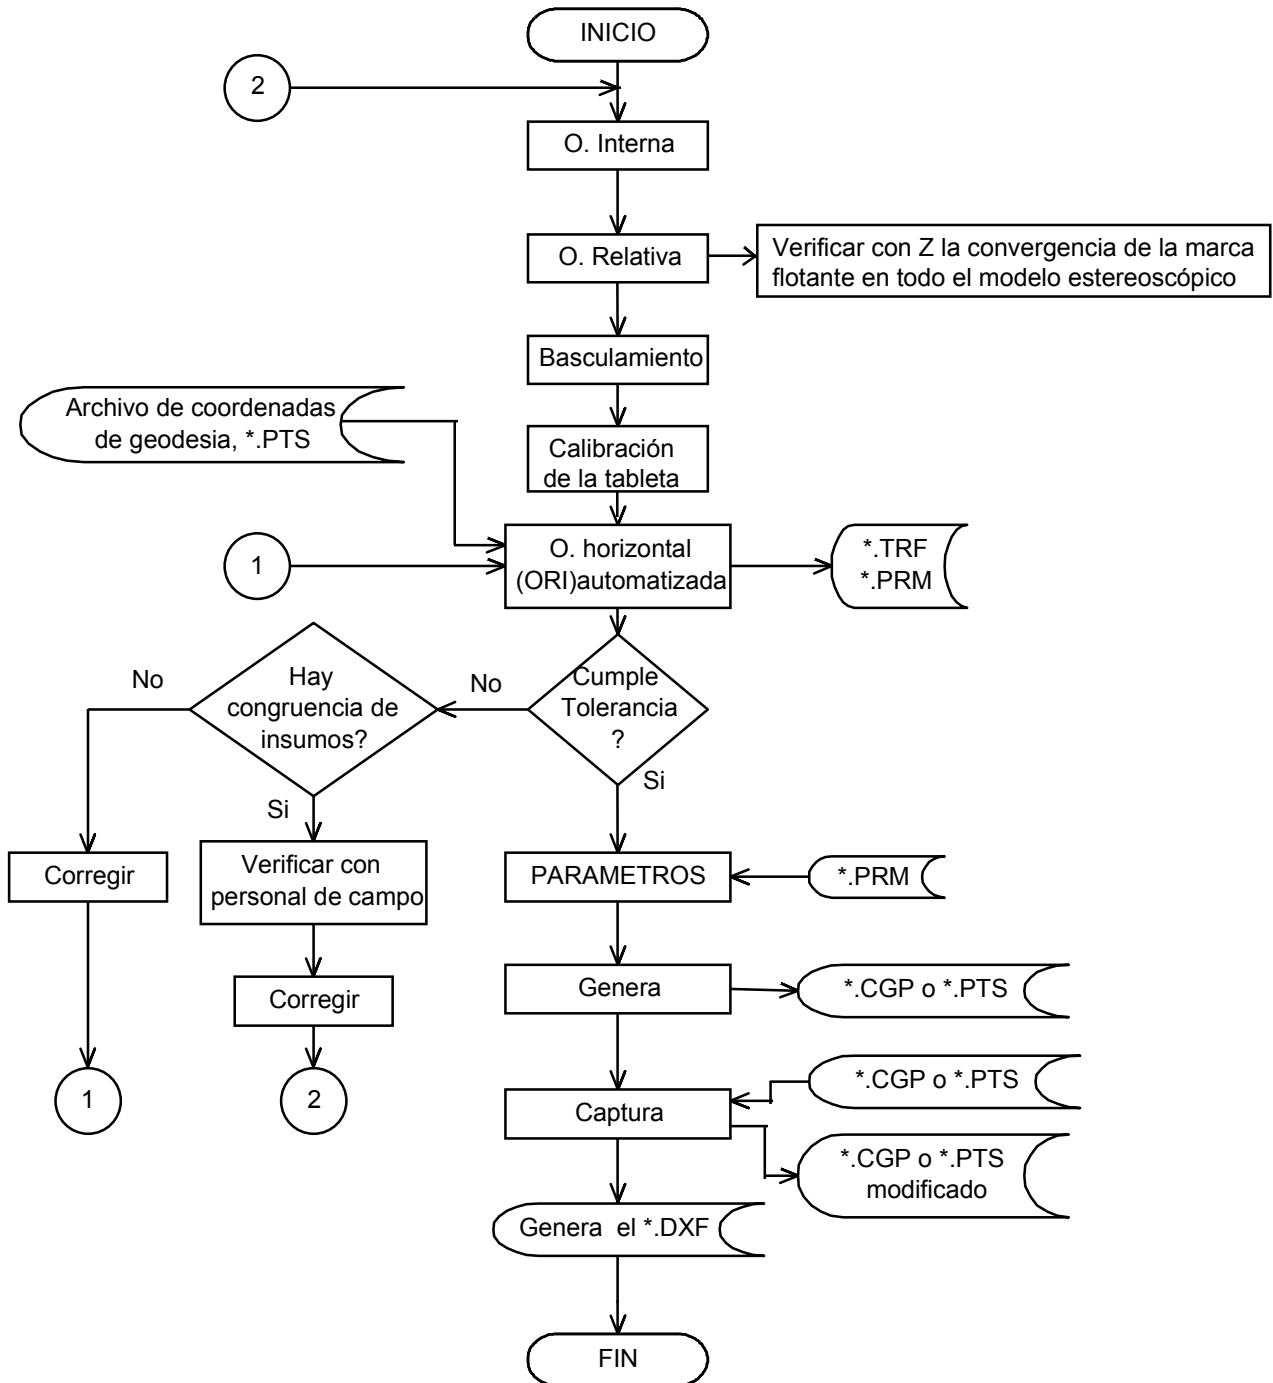 INICIO
2
O. Interna
O. Relativa
Verificar con Z la convergencia de la marca
flotante en todo el modelo estereoscópico
Basculamiento
Archivo de coordenadas
de geodesia, *.PTS
Calibración
de la tableta
1
O. horizontal
(ORI)automatizada
*.TRF
*.PRM
No
Hay
congruencia de
insumos?
No
Cumple
Tolerancia
?
Si
Si
Corregir
Verificar con
personal de campo
PARAMETROS
*.PRM
Corregir
Genera
*.CGP o *.PTS
1
2
Captura
*.CGP o *.PTS
*.CGP o *.PTS
modificado
Genera  el *.DXF
FIN